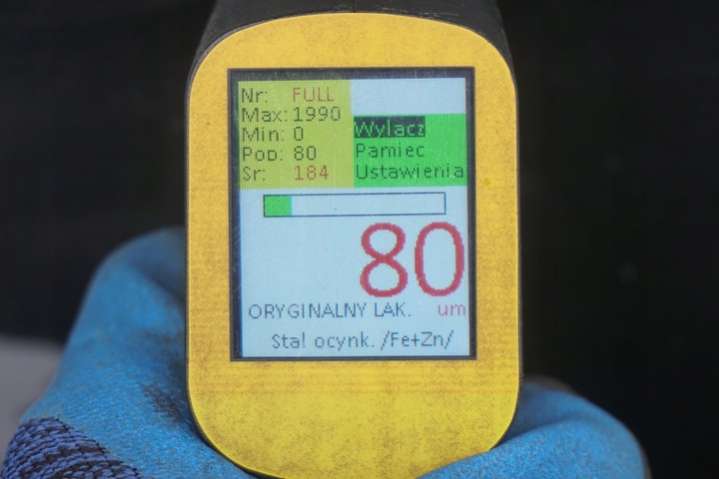 Nr: FULL
Max: 1990
Min: 0
Pop: 80
Sr: 184
Wylacz
Pamiec
Ustawienia
80
ORYGINALNY LAK. um
Stal ocynk. /Fe+Zn/